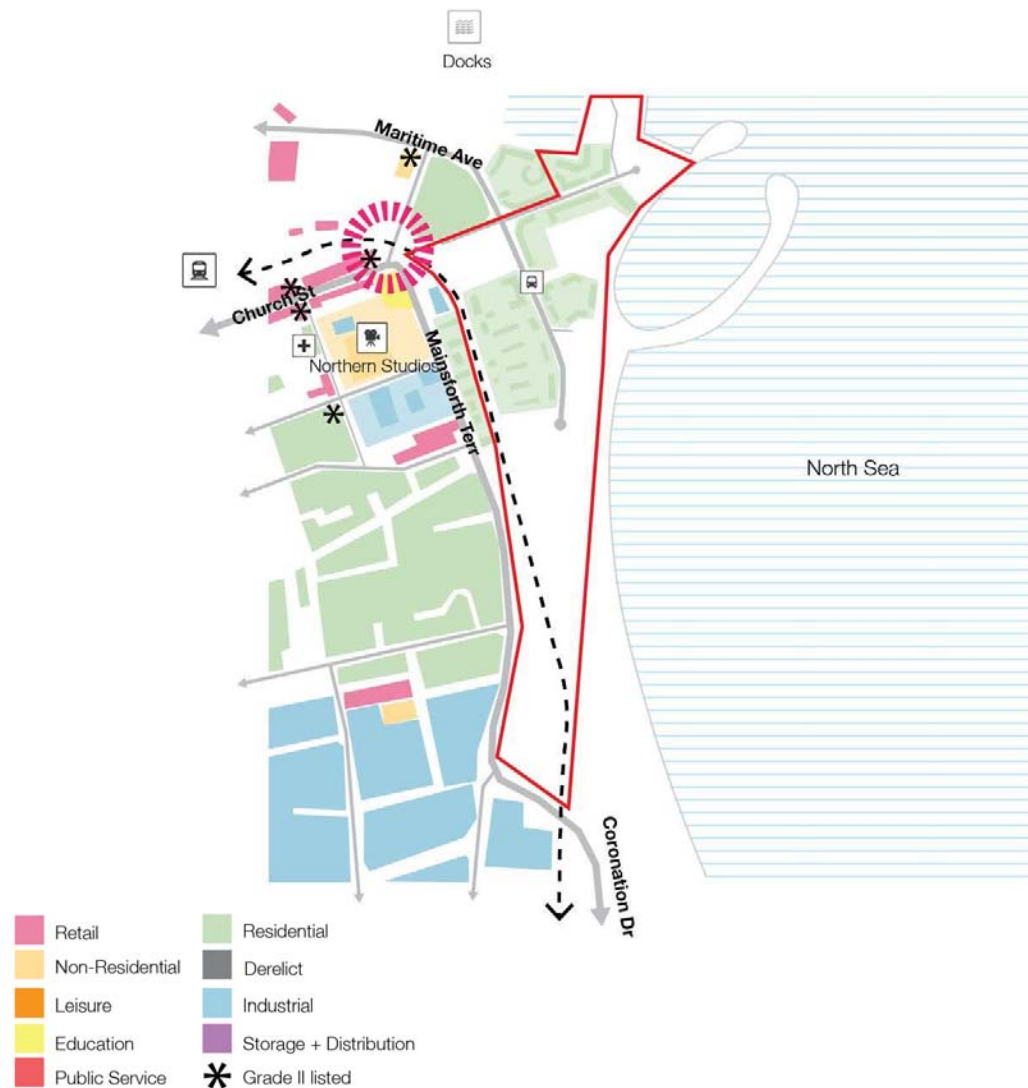 Docks
Maritime Ave
Church St
Northern Studios
Mainsforth Terr
North Sea
Coronation Dr
Retail
Non-Residential
Leisure
Education
Public Service
Residential
Derelict
Industrial
Storage + Distribution
Grade II listed